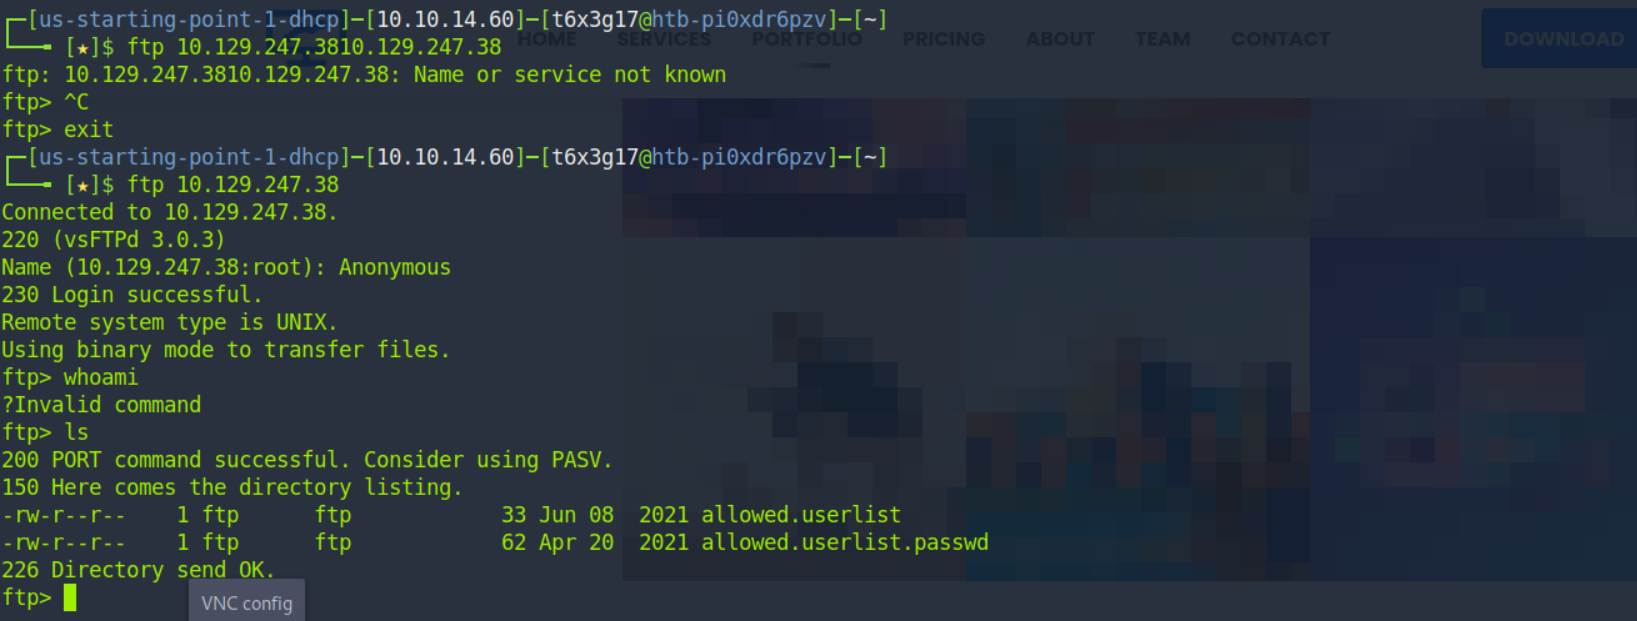 ┌─[us-starting-point-1-dhcp]─[10.10.14.60]─[t6x3g17@htb-pi0xdr6pzv]─[~]
└──╼ [★]$ ftp 10.129.247.3810.129.247.38
HOME SERVICES PORTFOLIO PRICING ABOUT TEAM CONTACT DOWNLOAD
ftp: 10.129.247.3810.129.247.38: Name or service not known
ftp> ^C
ftp> exit
┌─[us-starting-point-1-dhcp]─[10.10.14.60]─[t6x3g17@htb-pi0xdr6pzv]─[~]
└──╼ [★]$ ftp 10.129.247.38
Connected to 10.129.247.38.
220 (vsFTPd 3.0.3)
Name (10.129.247.38:root): Anonymous
230 Login successful.
Remote system type is UNIX.
Using binary mode to transfer files.
ftp> whoami
?Invalid command
ftp> ls
200 PORT command successful. Consider using PASV.
150 Here comes the directory listing.
-rw-r--r--    1 ftp      ftp            33 Jun 08  2021 allowed.userlist
-rw-r--r--    1 ftp      ftp            62 Apr 20  2021 allowed.userlist.passwd
226 Directory send OK.
ftp>
VNC config